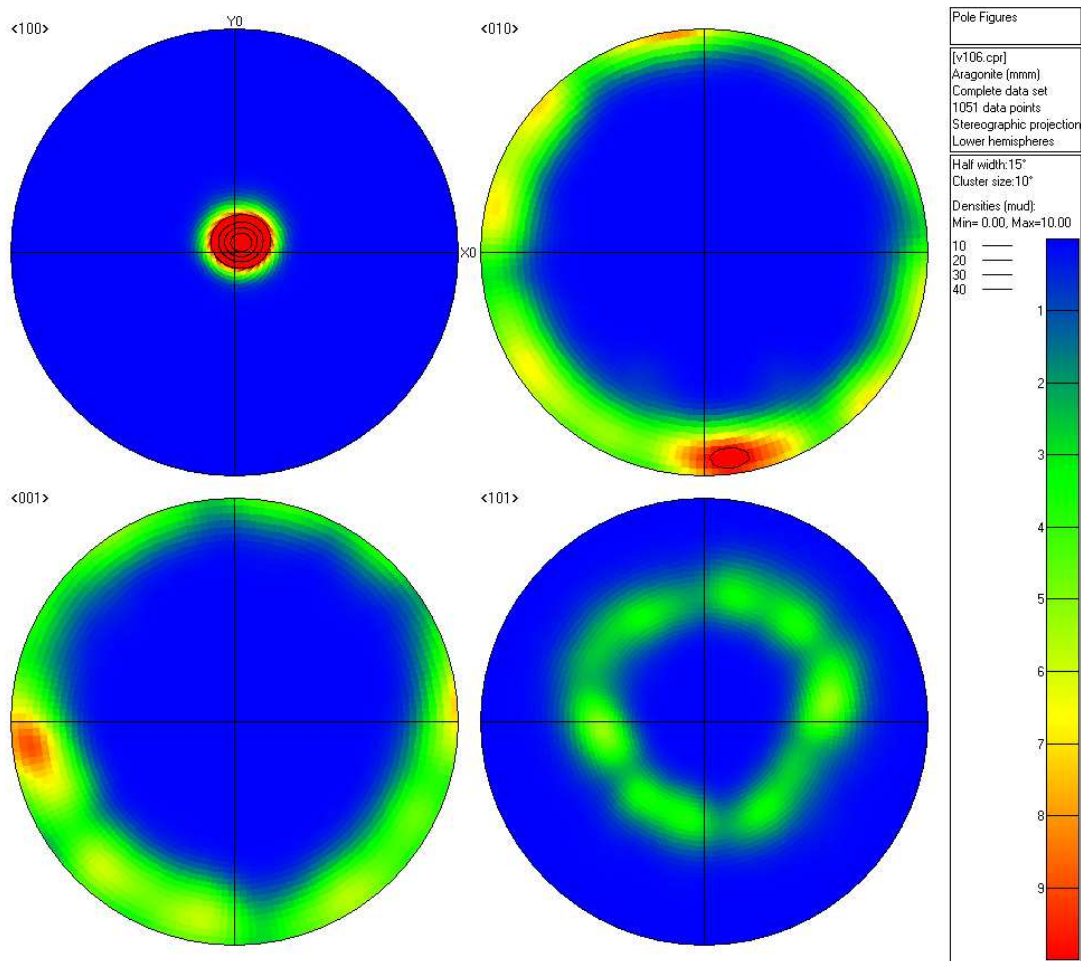 <100>
Y0
X0
<010>
<001>
<101>
Pole Figures
[v106.cpr]
Aragonite (mmm)
Complete data set
1051 data points
Stereographic projection
Lower hemispheres
Half width:15°
Cluster size:10°
Densities (mud):
Min= 0.00, Max=10.00
10
20
30
40
1
2
3
4
5
6
7
8
9